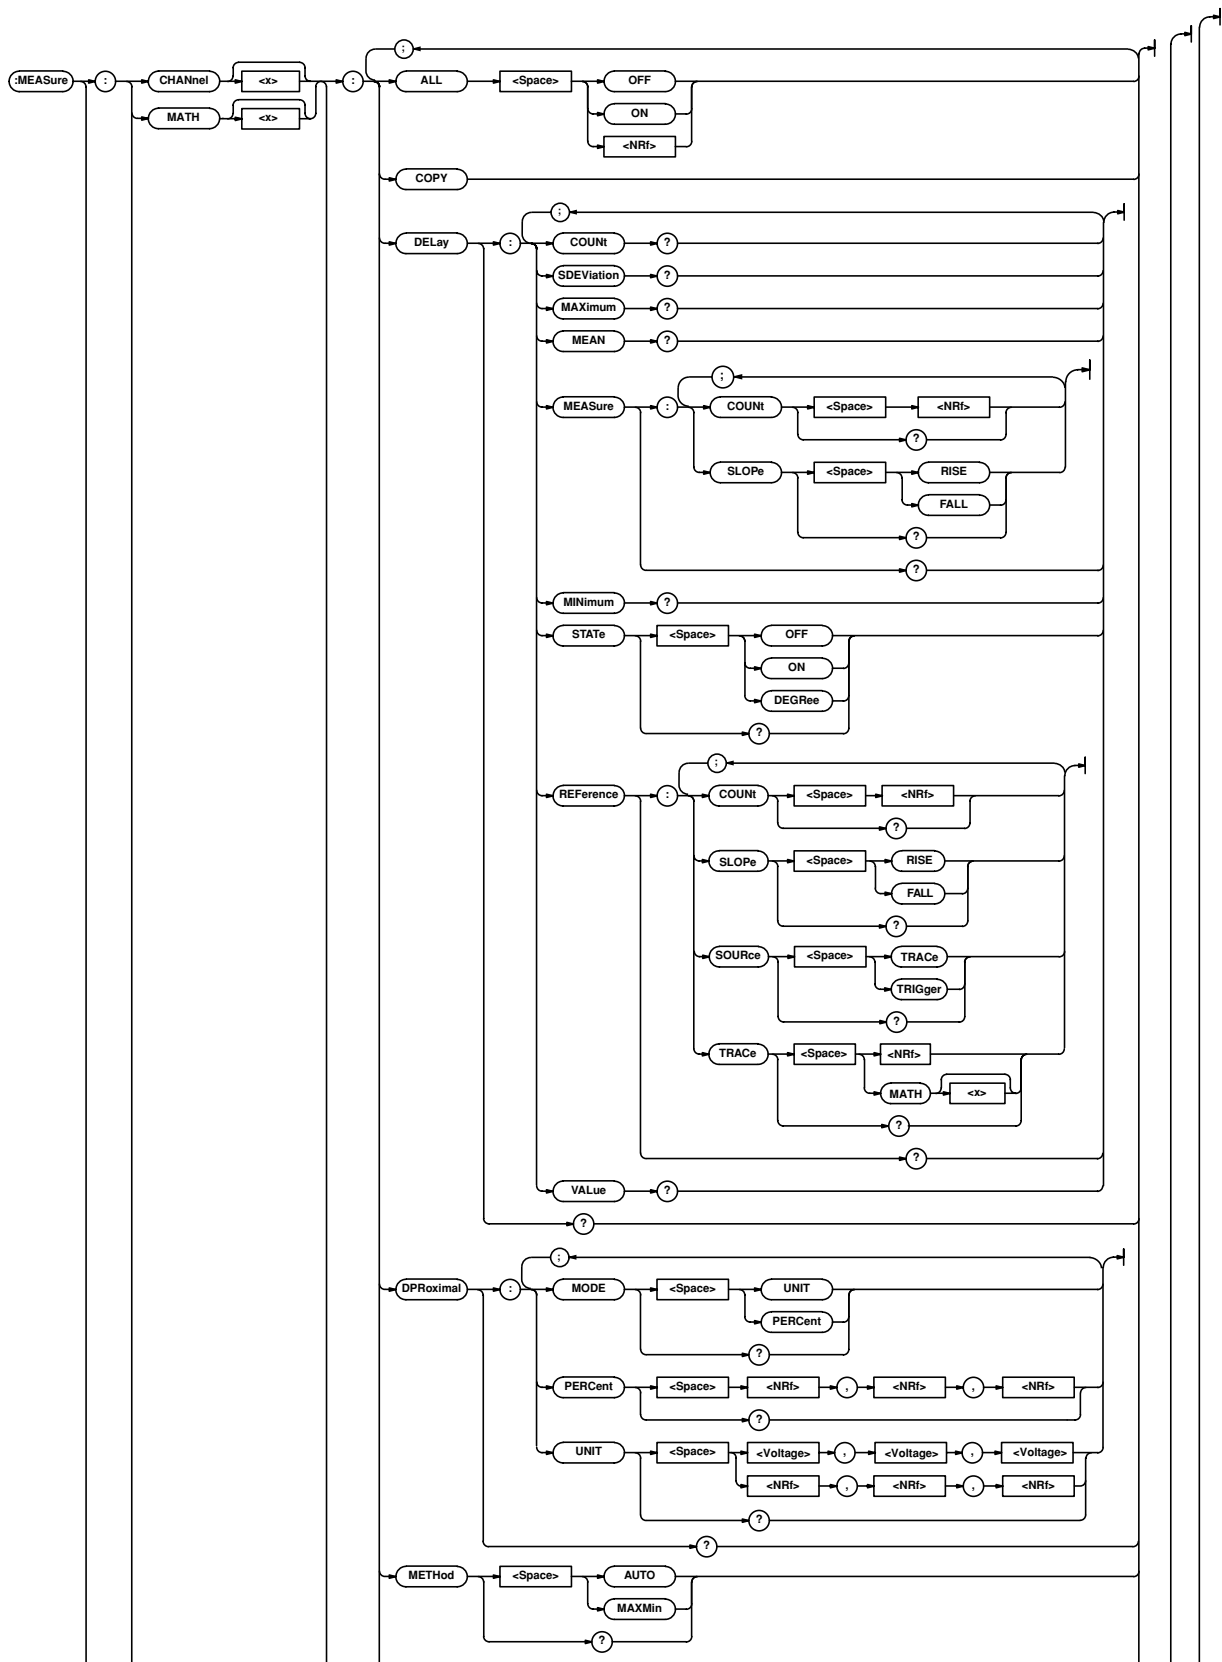 ;
:MEASure : CHANnel <x> : ALL <Space> OFF
MATH <x> ON
<NRf>
COPY
;
DELay : COUNt ?
SDEViation ?
MAXimum ?
MEAN ?
;
MEASure : COUNt <Space> <NRf>
?
SLOPe <Space> RISE
FALL
?
?
MINimum ?
STATe <Space> OFF
ON
DEGRee
?
;
REFerence : COUNt <Space> <NRf>
?
SLOPe <Space> RISE
FALL
?
SOURce <Space> TRACe
TRIGger
?
TRACe <Space> <NRf>
MATH <x>
?
?
VALue ?
?
;
DPRoximal : MODE <Space> UNIT
PERCent
?
PERCent <Space> <NRf> , <NRf> , <NRf>
?
UNIT <Space> <Voltage> , <Voltage> , <Voltage>
<NRf> , <NRf> , <NRf>
?
?
METHod <Space> AUTO
MAXMin
?